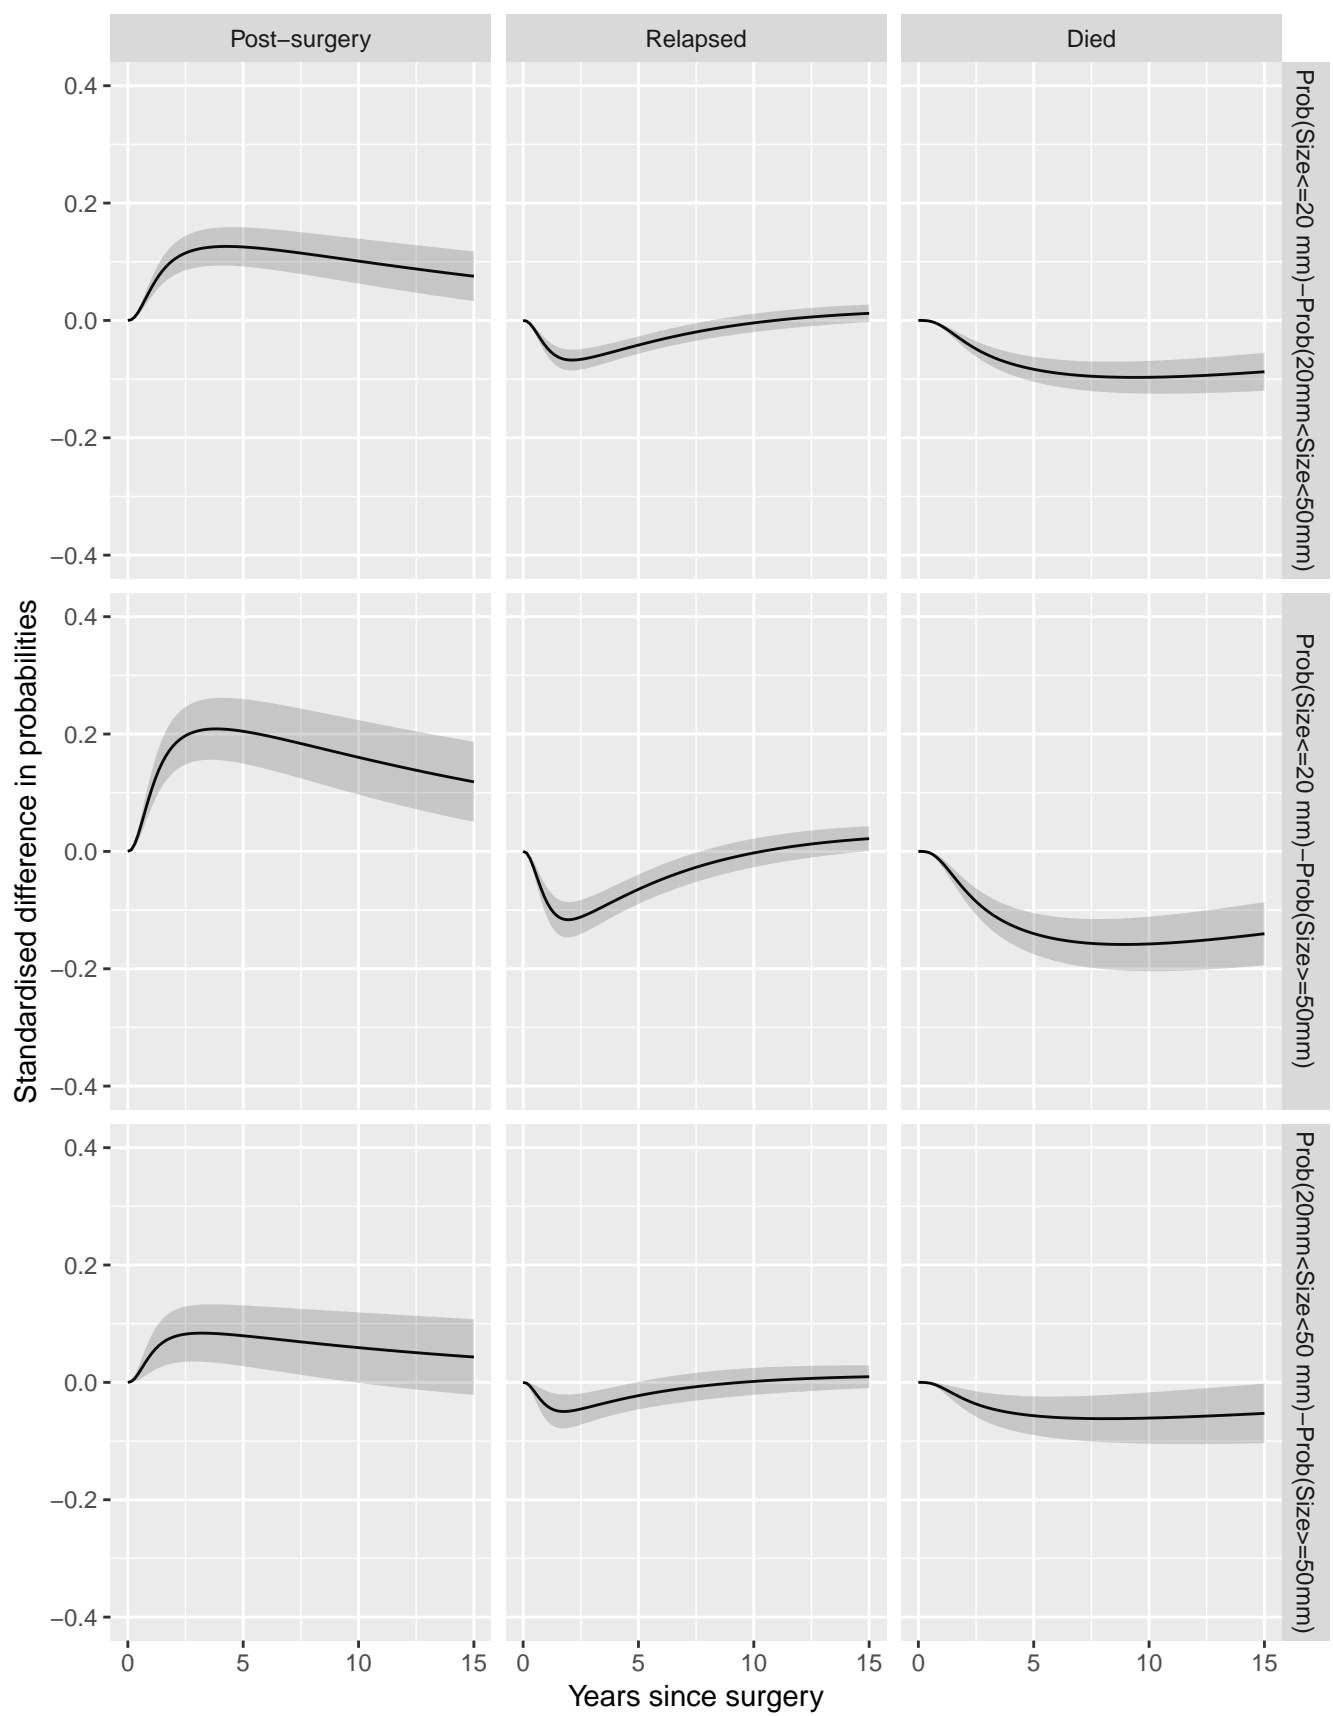 Post−surgery
Relapsed
Died
0.4
0.2
0.0
−0.2
−0.4
Prob(Size<=20 mm)−Prob(20mm<Size<50mm)
Standardised difference in probabilities
0.4
0.2
0.0
−0.2
−0.4
Prob(Size<=20 mm)−Prob(Size>=50mm)
0.4
0.2
0.0
−0.2
−0.4
Prob(20mm<Size<50 mm)−Prob(Size>=50mm)
0 5 10 15
0 5 10 15
0 5 10 15
Years since surgery